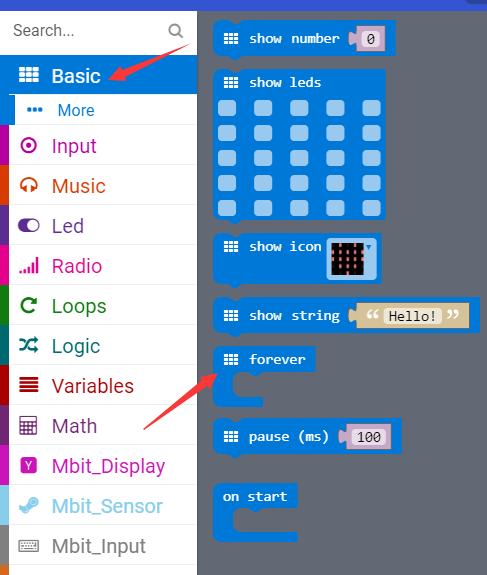 Search...
Basic
More
Input
Music
Led
Radio
Loops
Logic
Variables
Math
Mbit_Display
Y
Mbit_Sensor
Mbit_Input
show number 0
show leds
show icon
show string “ Hello! ”
forever
pause (ms) 100
on start